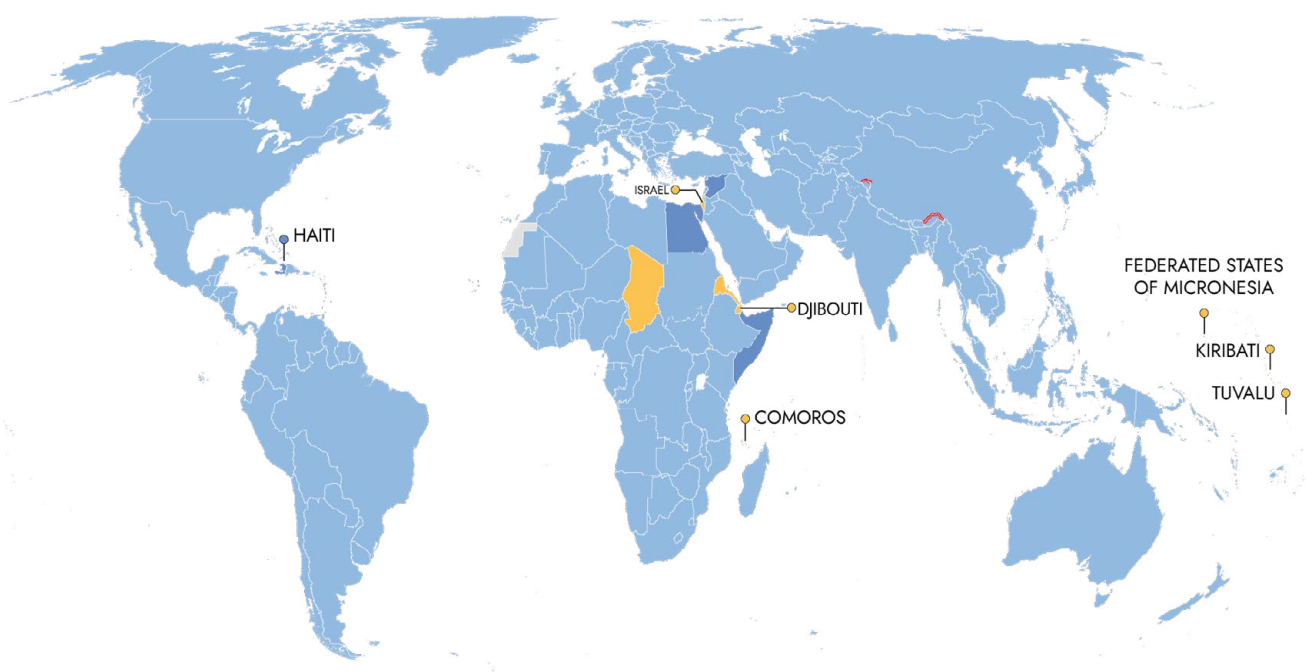 ISRAEL
HAITI
FEDERATED STATES
OF MICRONESIA
DJIBOUTI
KIRIBATI
TUVALU
COMOROS